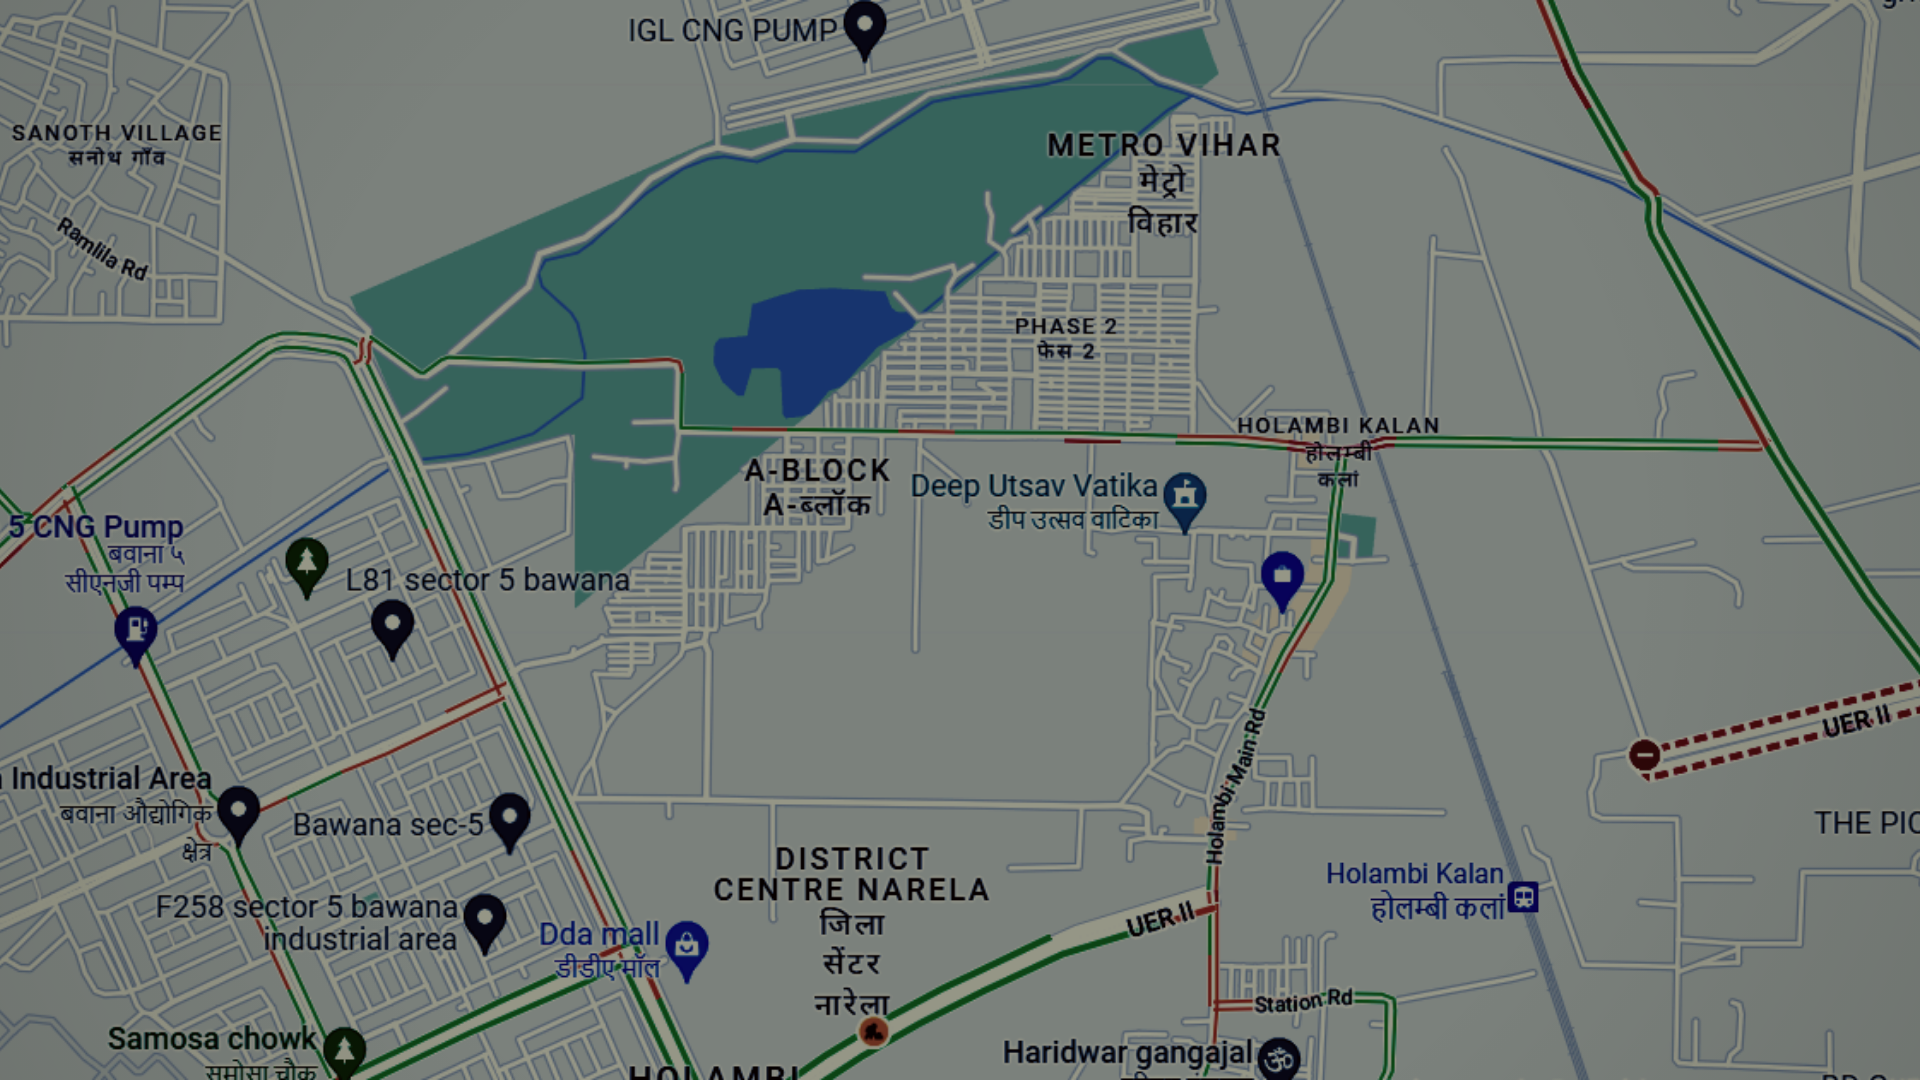 IGL CNG PUMP
SANOTH VILLAGE
सनोथ गाँव
METRO VIHAR
मेट्रो
विहार
Ramlila Rd
PHASE 2
फेस 2
HOLAMBI KALAN
होलम्बी
कलां
A-BLOCK
A-ब्लॉक
Deep Utsav Vatika
डीप उत्सव वाटिका
5 CNG Pump
बवाना ५
सीएनजी पम्प
L81 sector 5 bawana
UER II
Holambi Main Rd
Industrial Area
बवाना औद्योगिक
क्षेत्र
Bawana sec-5
THE PIC
DISTRICT
CENTRE NARELA
जिला
सेंटर
नारेला
Holambi Kalan
होलम्बी कलां
F258 sector 5 bawana
industrial area
Dda mall
डीडीए मॉल
UER II
Station Rd
Samosa chowk
समोसा चौक
Haridwar gangajal
HOLAMBI